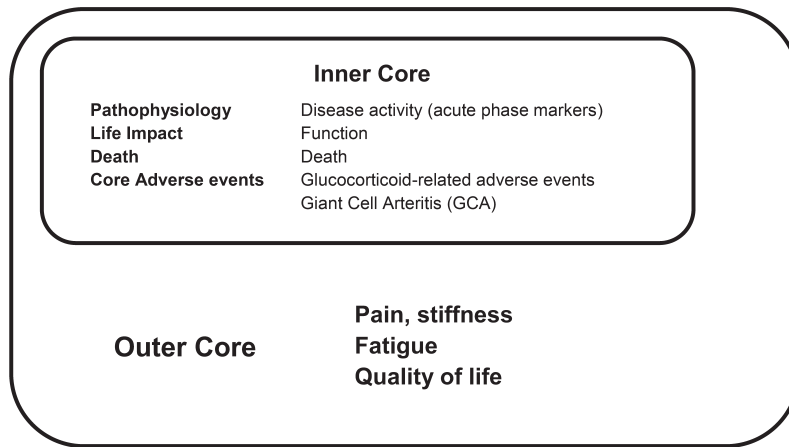 Inner Core
Pathophysiology Disease activity (acute phase markers)
Life Impact Function
Death Death
Core Adverse events Glucocorticoid-related adverse events
Giant Cell Arteritis (GCA)
Pain, stiffness
Outer Core Fatigue
Quality of life